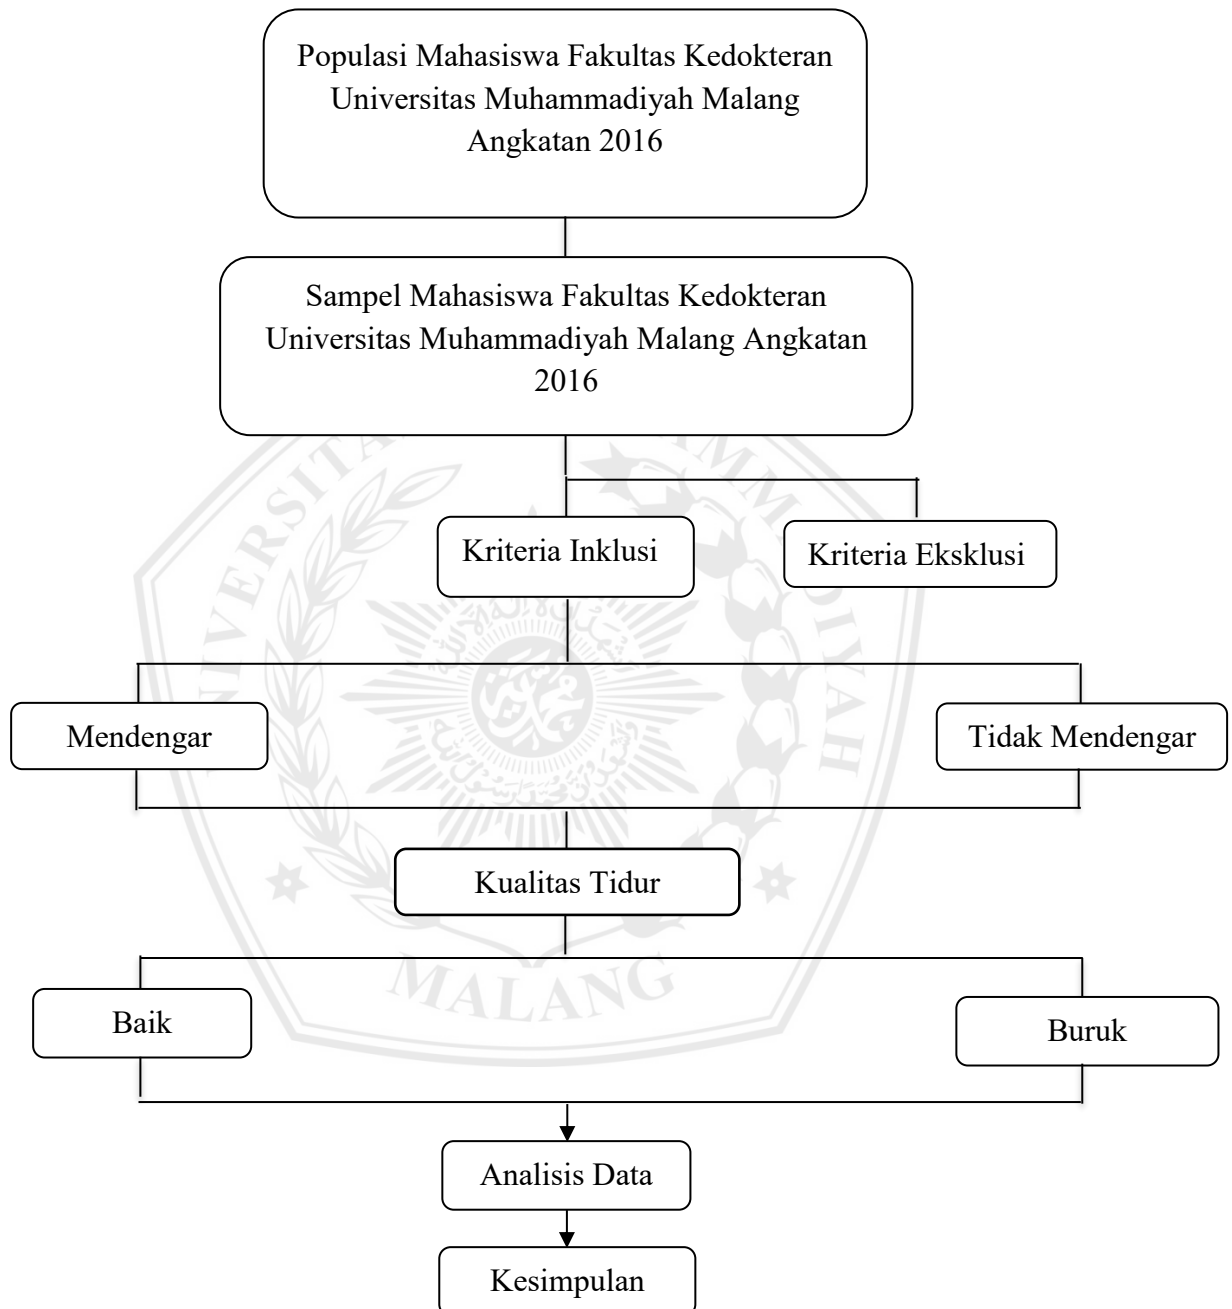 Populasi Mahasiswa Fakultas Kedokteran
Universitas Muhammadiyah Malang
Angkatan 2016
Sampel Mahasiswa Fakultas Kedokteran
Universitas Muhammadiyah Malang Angkatan
2016
Kriteria Inklusi
Kriteria Eksklusi
Mendengar
Tidak Mendengar
Kualitas Tidur
MALANG
Baik
Buruk
Analisis Data
Kesimpulan